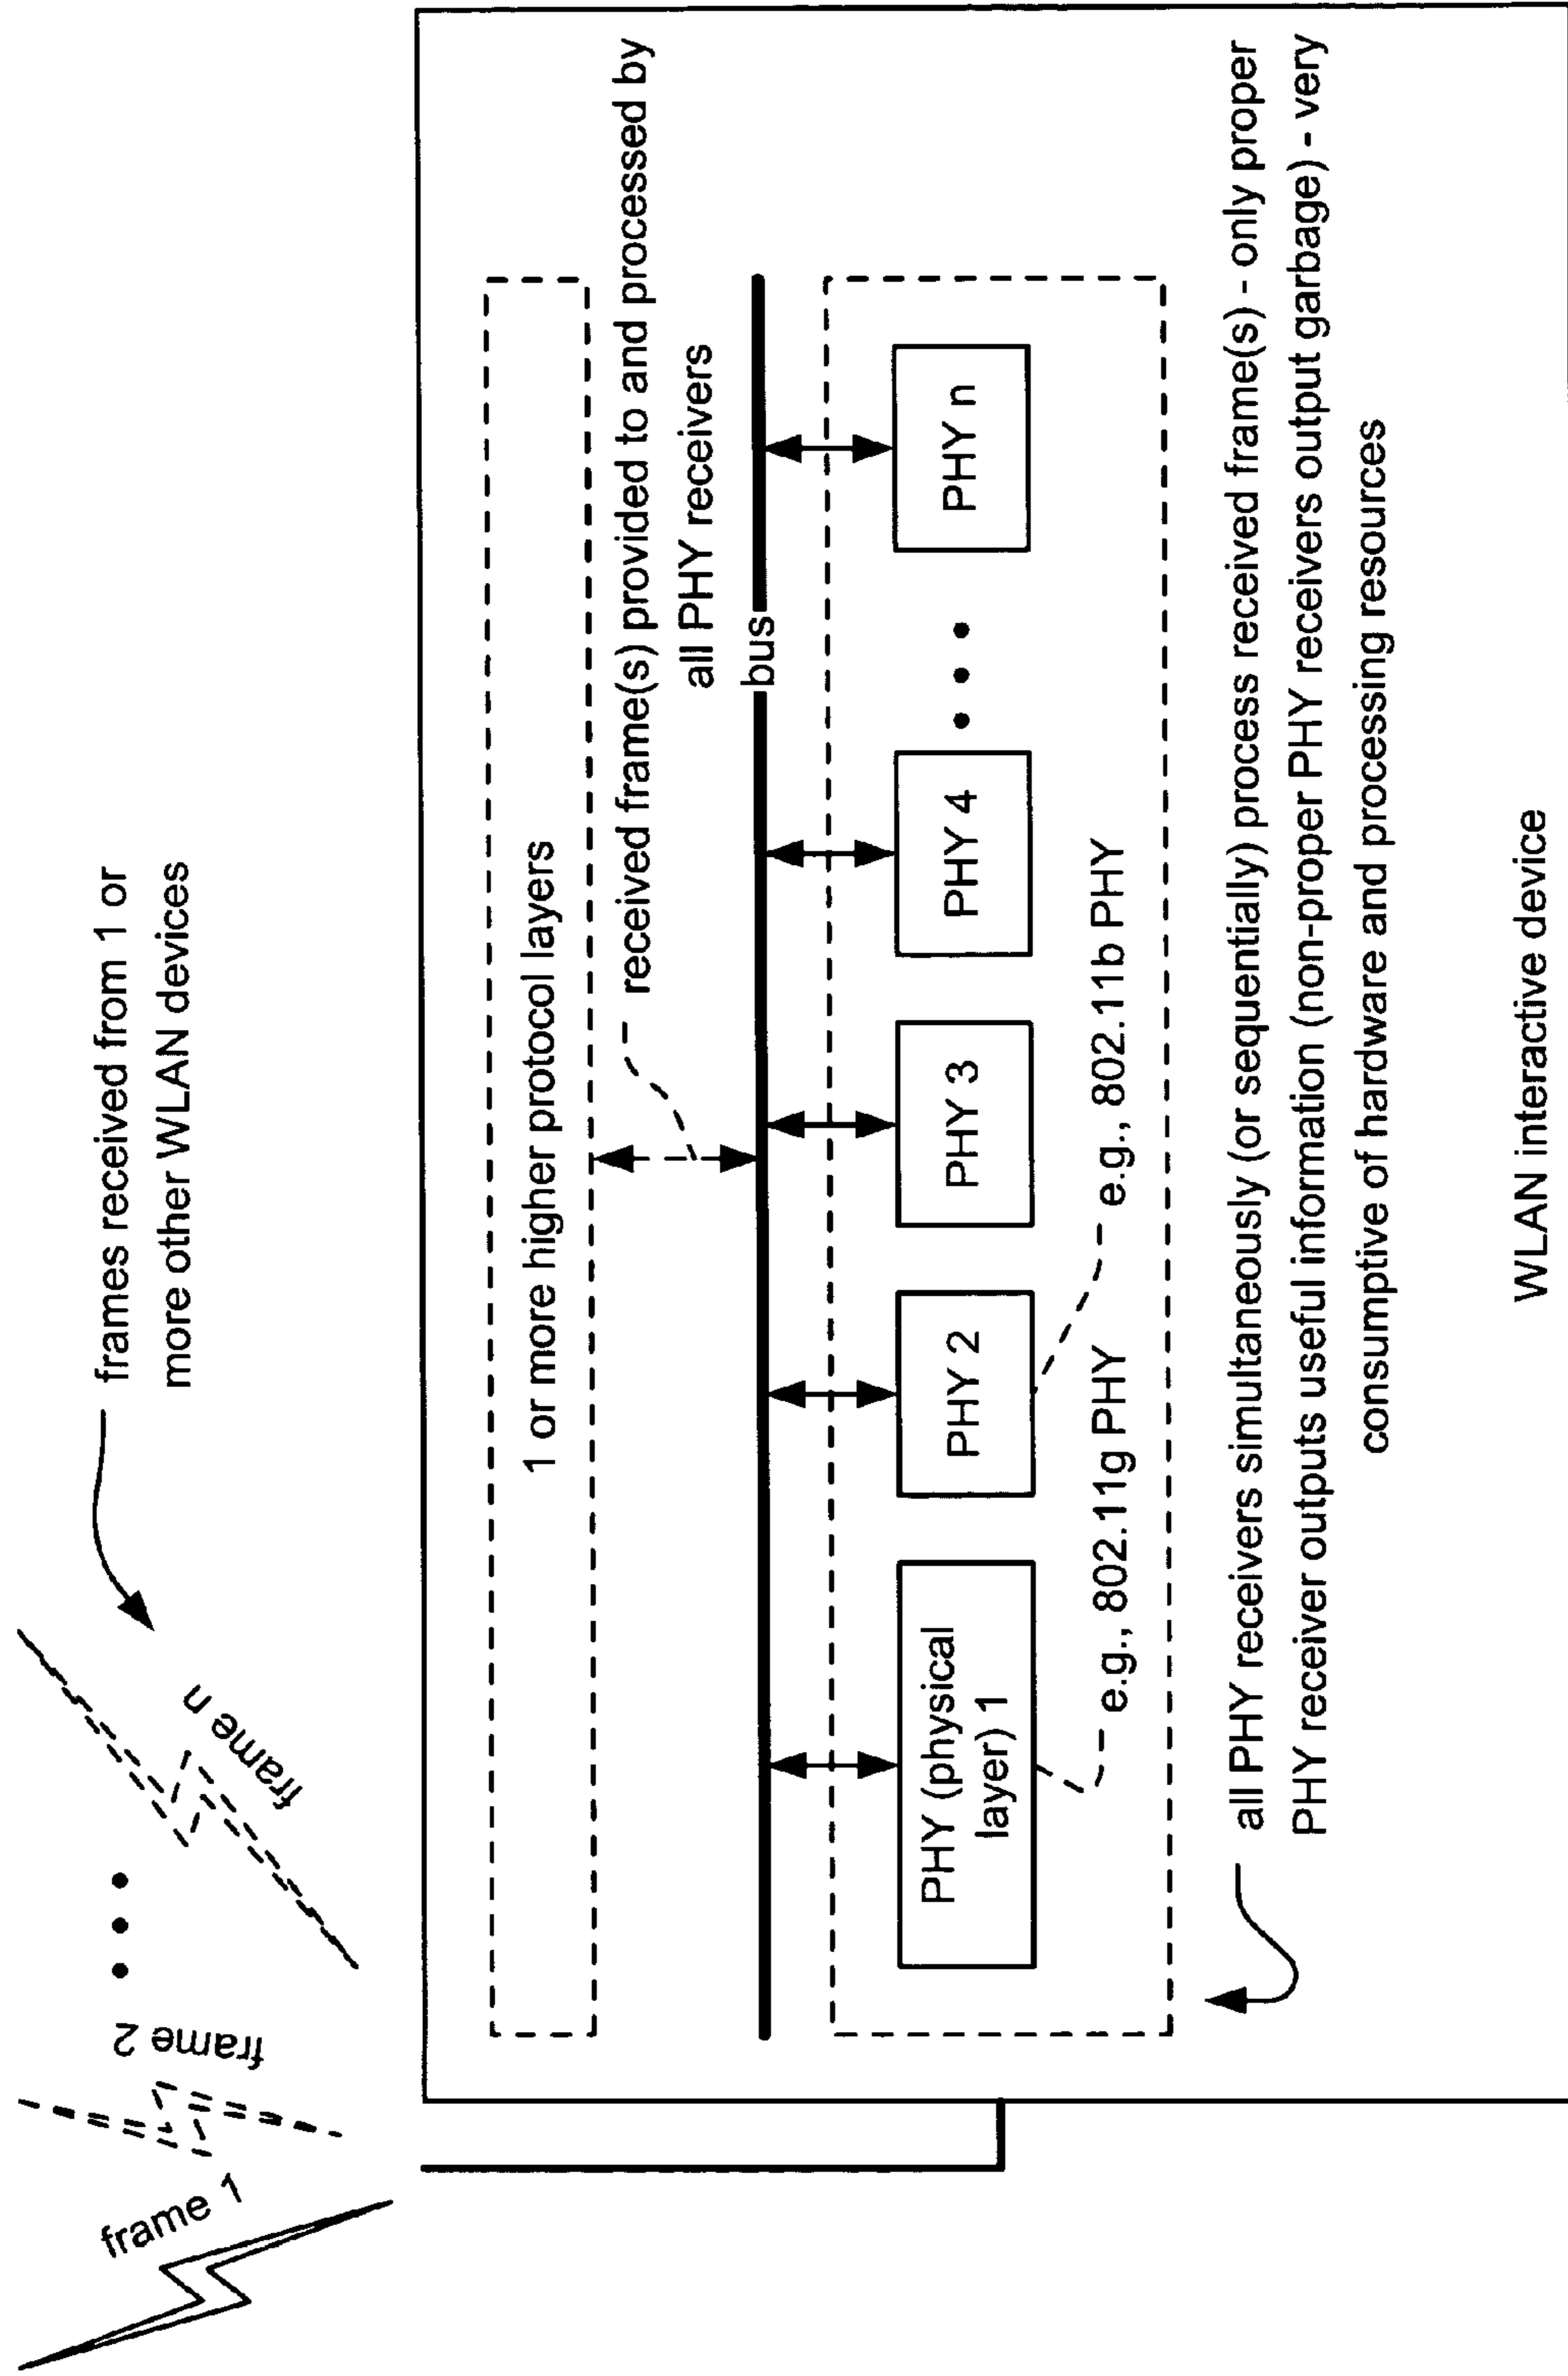 frames received from 1 or
more other WLAN devices
frame 1
frame 2
frame n
1 or more higher protocol layers
received frame(s) provided to and processed by
all PHY receivers
bus
PHY (physical
layer) 1
PHY 2
PHY 3
PHY 4
PHY n
e.g., 802.11g PHY
e.g., 802.11b PHY
all PHY receivers simultaneously (or sequentially) process received frame(s) - only proper
PHY receiver outputs useful information (non-proper PHY receivers output garbage) - very
consumptive of hardware and processing resources
WLAN interactive device